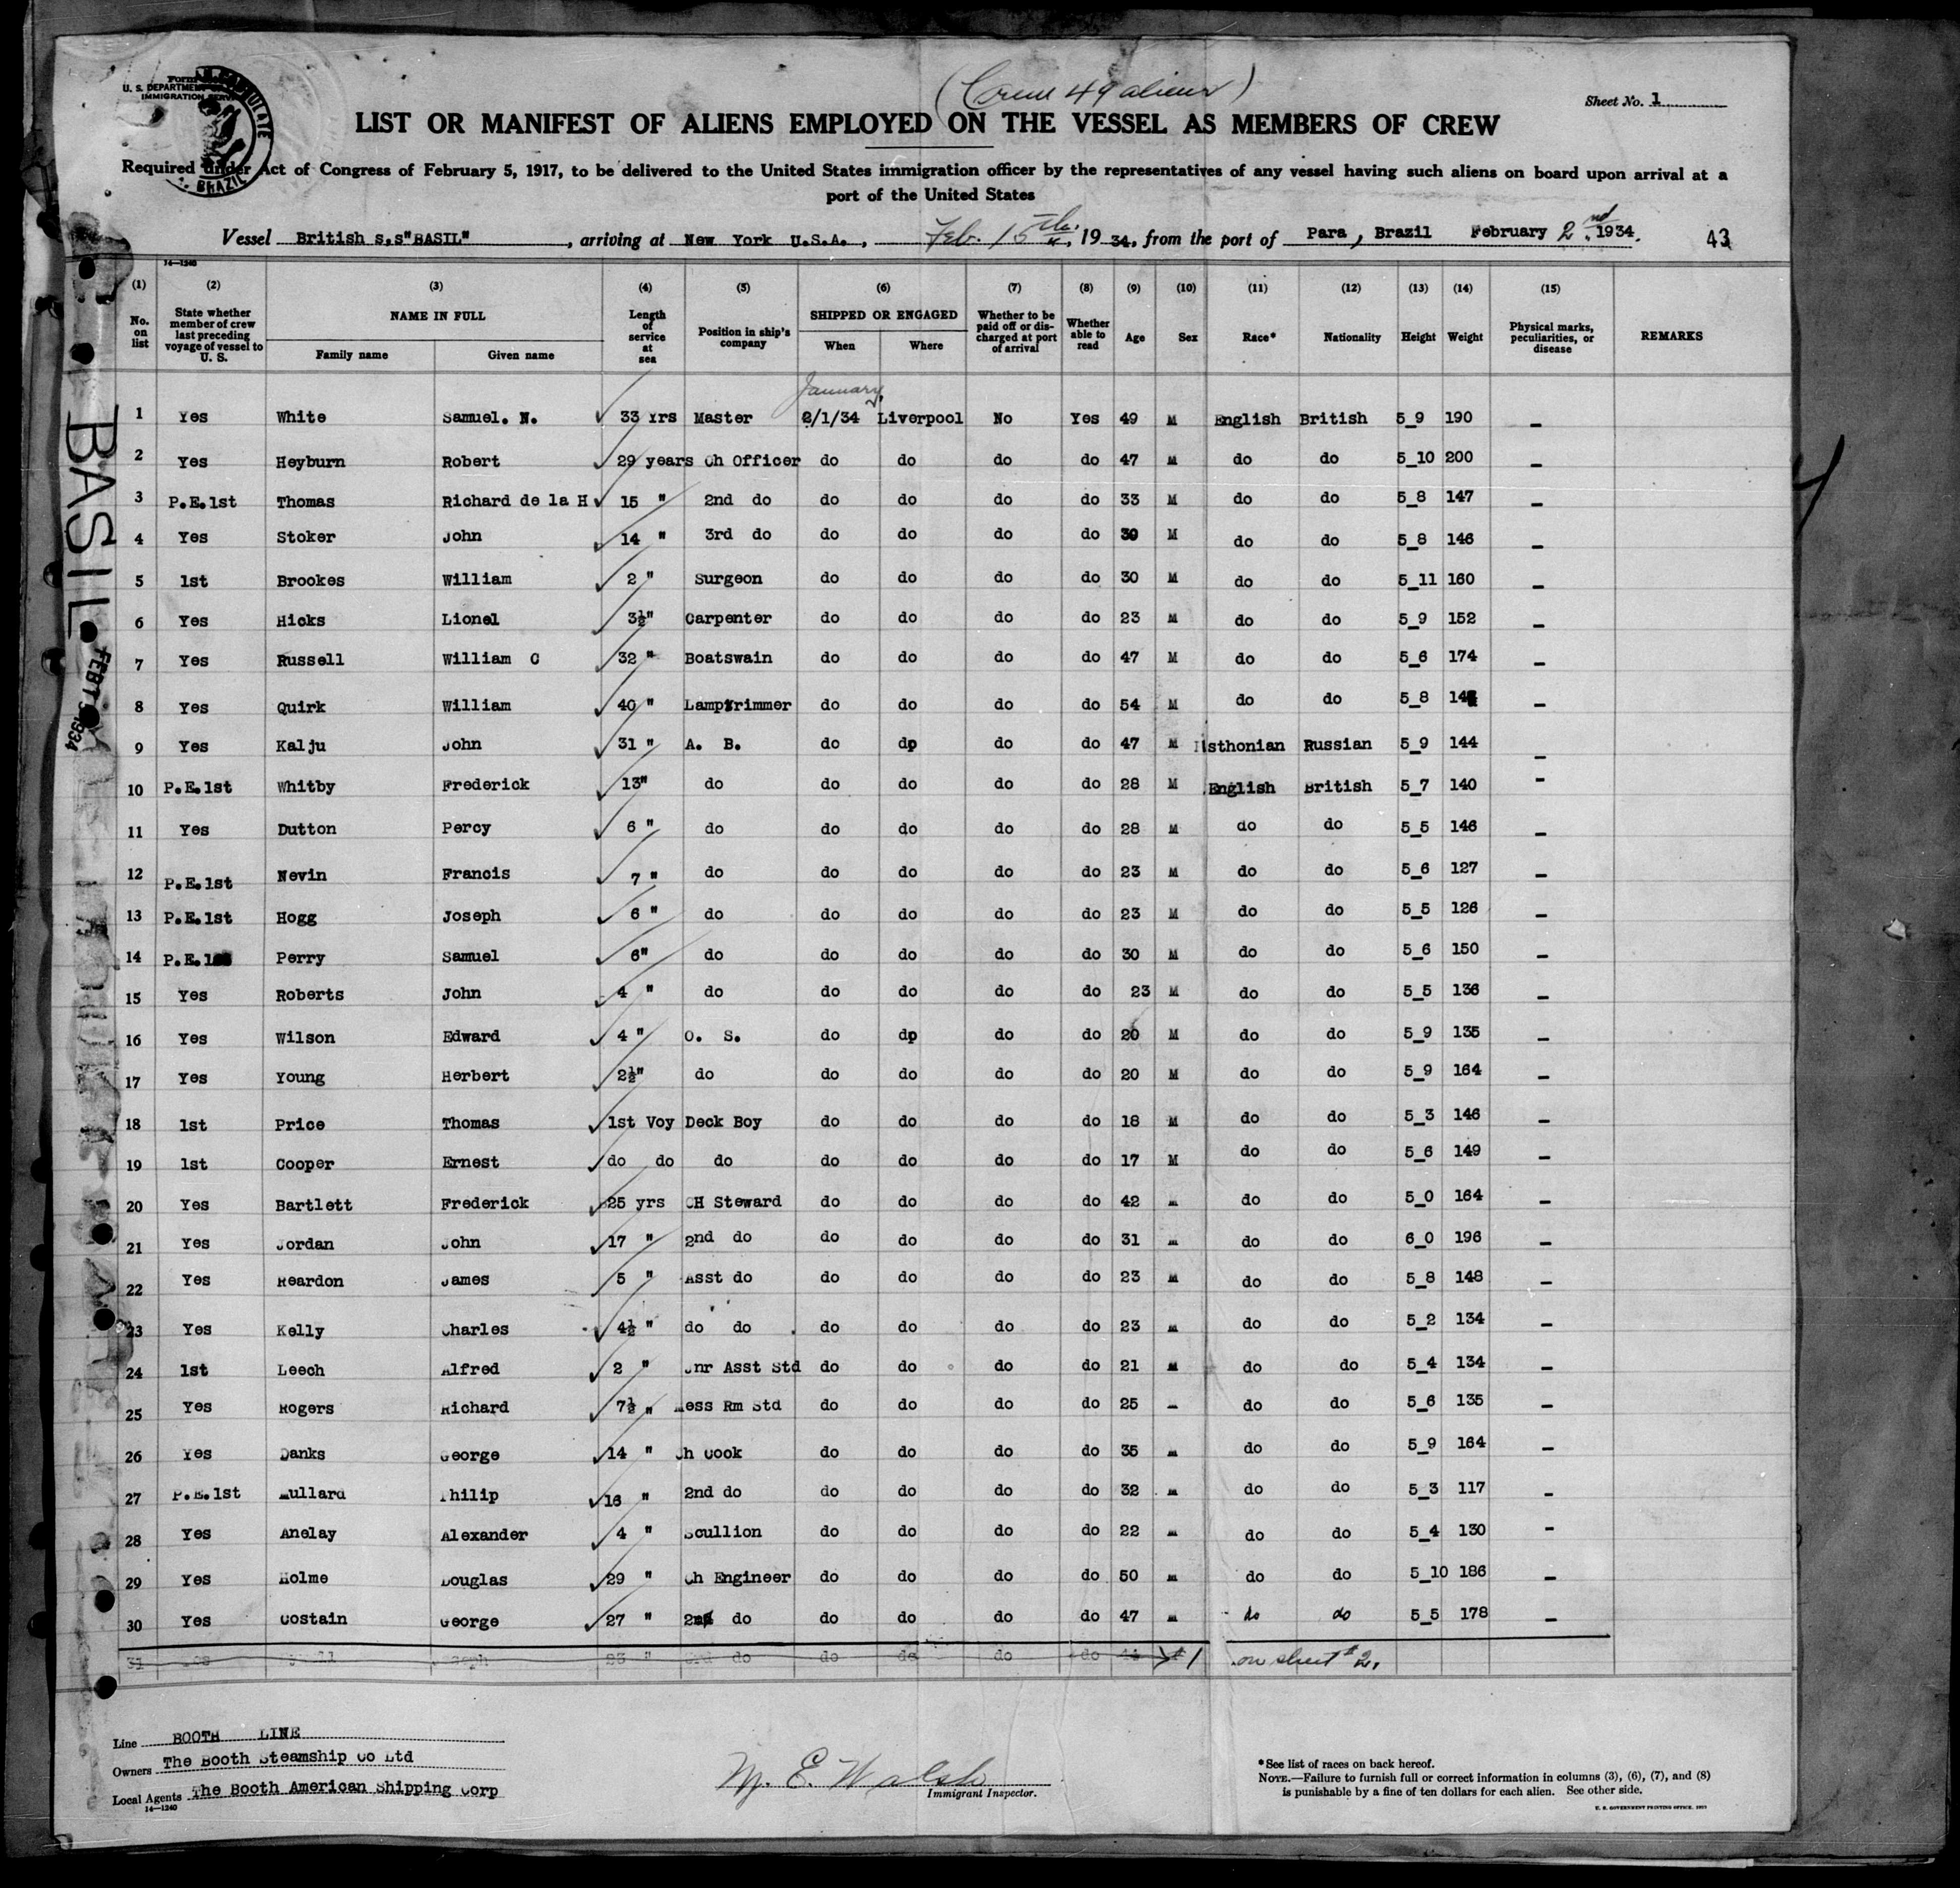 (Crew 49 aliens)
Form
U. S. DEPARTMENT
IMMIGRATION SERV
CONSULATE
BRAZIL
Sheet No. 1
LIST OR MANIFEST OF ALIENS EMPLOYED ON THE VESSEL AS MEMBERS OF CREW
Required under Act of Congress of February 5, 1917, to be delivered to the United States immigration officer by the representatives of any vessel having such aliens on board upon arrival at a
port of the United States
Vessel British S.S"BASIL", arriving at New York U.S.A., Feb. 15th, 1934, from the port of Para, Brazil February 2nd 1934. 43
14—1240
(1) (2) (3) (4) (5) (6) (7) (8) (9) (10) (11) (12) (13) (14) (15)
No. on list State whether member of crew last preceding voyage of vessel to U. S. NAME IN FULL Family name Given name Length of service at sea Position in ship's company SHIPPED OR ENGAGED When Where Whether to be paid off or discharged at port of arrival Whether able to read Age Sex Race* Nationality Height Weight Physical marks, peculiarities, or disease REMARKS
January
1 Yes White Samuel. N. 33 Yrs Master 2/1/34 Liverpool No Yes 49 M English British 5_9 190 _
2 Yes Heyburn Robert 29 years Ch Officer do do do do 47 M do do 5_10 200 _
3 P.E.1st Thomas Richard de la H 15 " 2nd do do do do do 33 M do do 5_8 147 _
4 Yes Stoker John 14 " 3rd do do do do do 39 M do do 5_8 146 _
5 1st Brookes William 2 " Surgeon do do do do 30 M do do 5_11 160 _
6 Yes Hicks Lionel 3½" Carpenter do do do do 23 M do do 5_9 152 _
7 Yes Russell William C 32 " Boatswain do do do do 47 M do do 5_6 174 _
8 Yes Quirk William 40 " Lamptrimmer do do do do 54 M do do 5_8 _
9 Yes Kalju John 31 " A. B. do dp do do 47 M Esthonian Russian 5_9 144 _
10 P.E.1st Whitby Frederick 13" do do do do do 28 M English British 5_7 140 -
11 Yes Dutton Percy 6 " do do do do do 28 M do do 5_5 146 _
12 P.E.1st Nevin Francis 7 " do do do do do 23 M do do 5_6 127 _
13 P.E.1st Hogg Joseph 6 " do do do do do 23 M do do 5_5 126 _
14 P.E.1st Perry Samuel 6" do do do do do 30 M do do 5_6 150 _
15 Yes Roberts John 4 " do do do do do 23 M do do 5_5 136 _
16 Yes Wilson Edward 4 " O. S. do dp do do 20 M do do 5_9 135 _
17 Yes Young Herbert 2½" do do do do do 20 M do do 5_9 164 _
18 1st Price Thomas 1st Voy Deck Boy do do do do 18 M do do 5_3 146 _
19 1st Cooper Ernest do do do do do do do 17 M do do 5_6 149 _
20 Yes Bartlett Frederick 25 yrs CH Steward do do do do 42 M do do 5_0 164 _
21 Yes Jordan John 17 " 2nd do do do do do 31 M do do 6_0 196 _
22 Yes Reardon James 5 " Asst do do do do do 23 M do do 5_8 148 _
23 Yes Kelly Charles 4½ " do do do do do do 23 M do do 5_2 134 _
24 1st Leech Alfred 2 " Jnr Asst Std do do do do 21 M do do 5_4 134 _
25 Yes Rogers Richard 7½ " Mess Rm Std do do do do 25 M do do 5_6 135 _
26 Yes Danks George 14 " Ch Cook do do do do 35 M do do 5_9 164 _
27 P.E.1st Mullard Philip 16 " 2nd do do do do do 32 M do do 5_3 117 _
28 Yes Anelay Alexander 4 " Scullion do do do do 22 M do do 5_4 130 -
29 Yes Holme Douglas 29 " Ch Engineer do do do do 50 M do do 5_10 186 _
30 Yes Costain George 27 " 2nd do do do do do 47 M do do 5_5 178 _
31 Yes Joseph 23 " 3rd do do do do do 44 #1 on sheet #2.
BASIL
FEB 15 1934
Line BOOTH LINE
Owners The Booth Steamship Co Ltd
Local Agents The Booth American Shipping Corp
14—1240
M. E. Walsh
Immigrant Inspector.
*See list of races on back hereof.
NOTE.—Failure to furnish full or correct information in columns (3), (6), (7), and (8)
is punishable by a fine of ten dollars for each alien. See other side.
U. S. GOVERNMENT PRINTING OFFICE